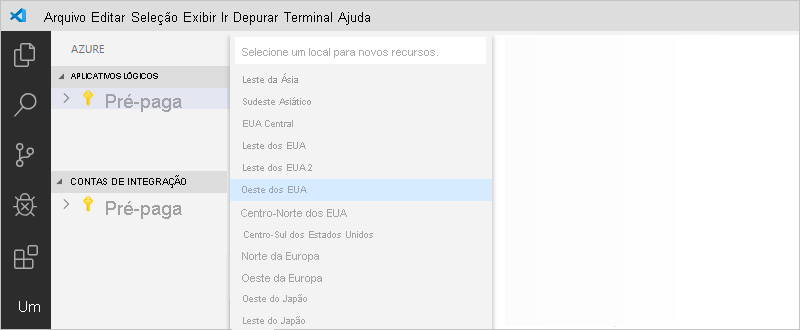 Arquivo Editar Seleção Exibir Ir Depurar Terminal Ajuda
AZURE
APLICATIVOS LÓGICOS
Pré-paga
CONTAS DE INTEGRAÇÃO
Pré-paga
Um
Selecione um local para novos recursos.
Leste da Ásia
Sudeste Asiático
EUA Central
Leste dos EUA
Leste dos EUA 2
Oeste dos EUA
Centro-Norte dos EUA
Centro-Sul dos Estados Unidos
Norte da Europa
Oeste da Europa
Oeste do Japão
Leste do Japão